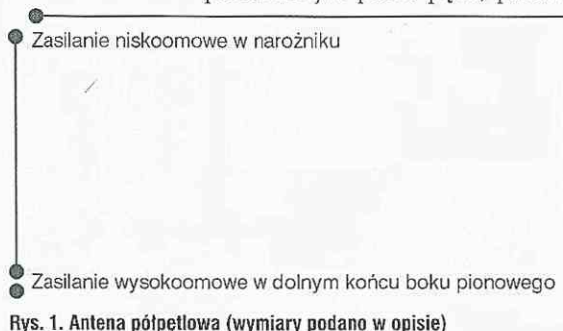 Zasilanie niskoomowe w narożniku
Zasilanie wysokoomowe w dolnym końcu boku pionowego
Rys. 1. Antena półpętlowa (wymiary podano w opisie)